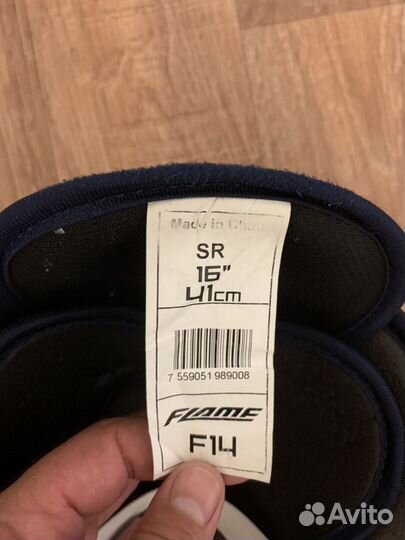 Made in China
SR
16"
41cm
7 559051 989008
FLAME
F14
Avito